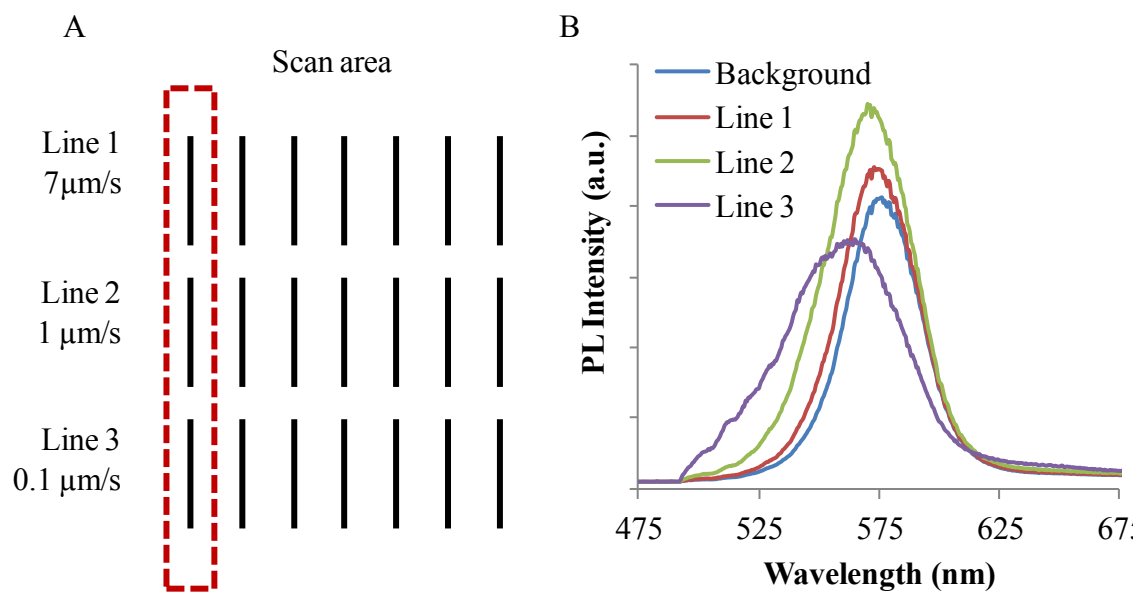 A
Scan area
Line 1
7µm/s
Line 2
1 µm/s
Line 3
0.1 µm/s
B
Background
Line 1
Line 2
Line 3
PL Intensity (a.u.)
475 525 575 625 675
Wavelength (nm)